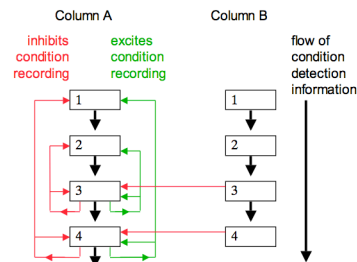 Column A
Column B
inhibits
condition
recording
excites
condition
recording
flow of
condition
detection
information
1
1
2
2
3
3
4
4